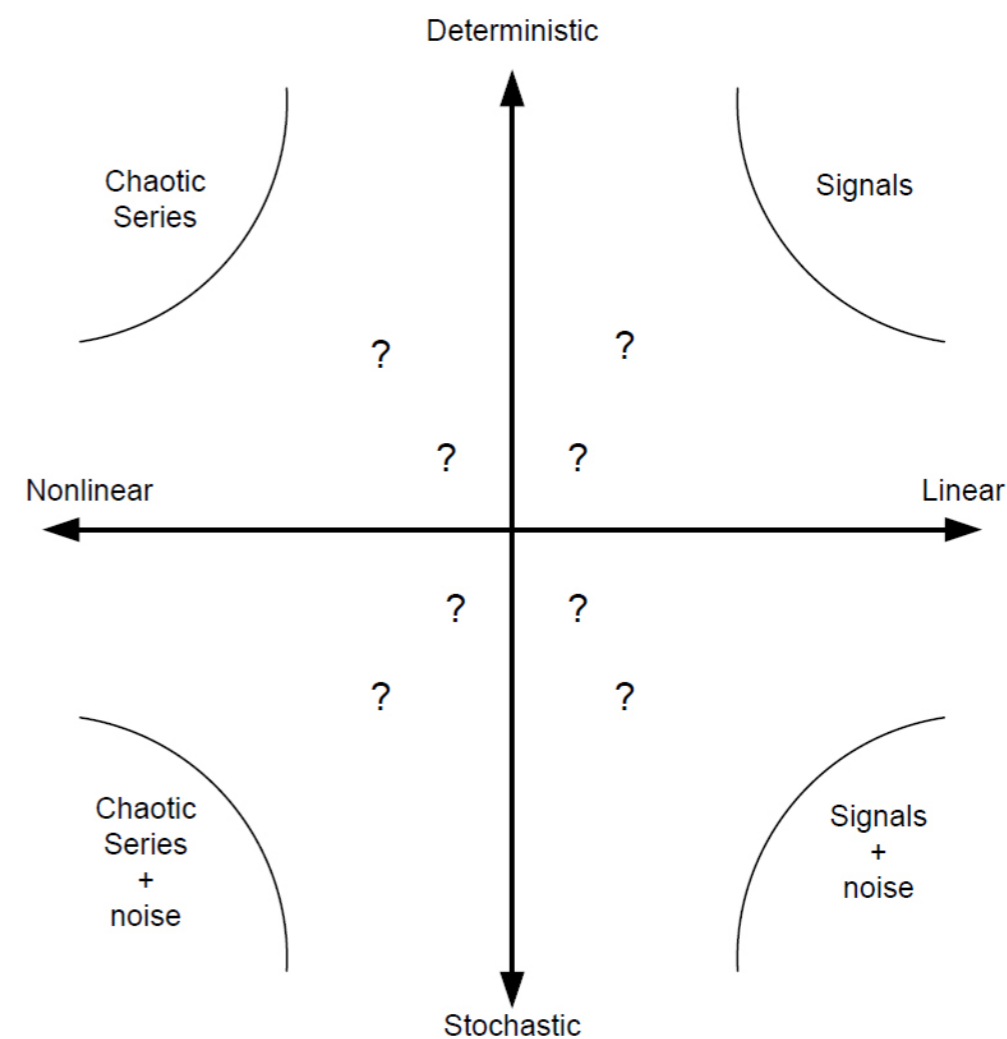 Deterministic
Chaotic
Series
Signals
?
?
?
?
Nonlinear
Linear
?
?
?
?
Chaotic
Series
+
noise
Signals
+
noise
Stochastic